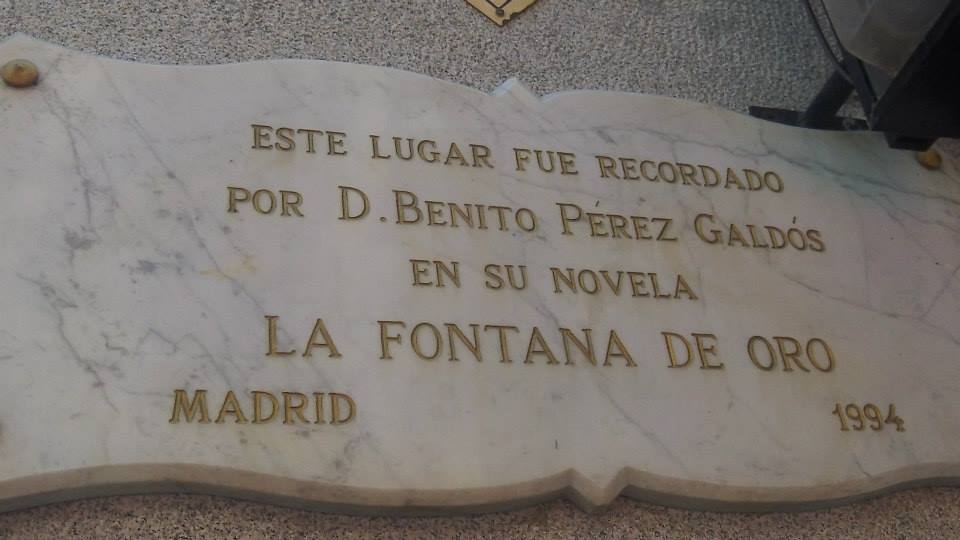 ESTE LUGAR FUE RECORDADO
POR D. BENITO PÉREZ GALDÓS
EN SU NOVELA
LA FONTANA DE ORO
MADRID 1994